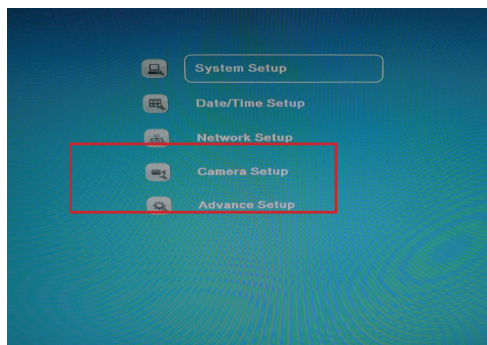 System Setup
Date/Time Setup
Network Setup
Camera Setup
Advance Setup